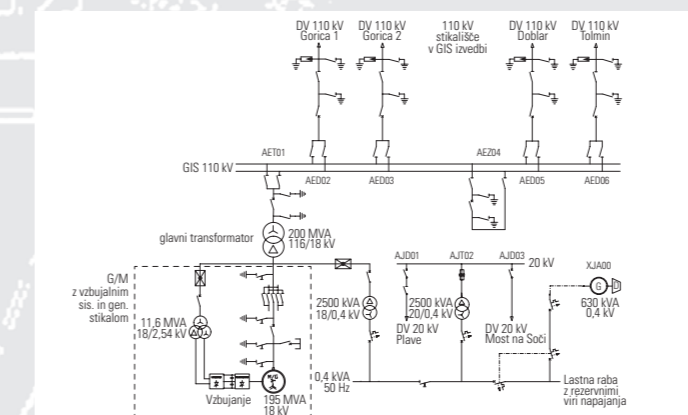 DV 110 kV
Gorica 1
DV 110 kV
Gorica 2
110 kV
stikališče
v GIS izvedbi
DV 110 kV
Doblar
DV 110 kV
Tolmin
AET01
AEZ04
GIS 110 kV
AED02
AED03
AED05
AED06
glavni transformator
200 MVA
116/18 kV
AJD01
AJT02
AJD03
20 kV
XJA00
G
630 kVA
0,4 kV
G/M
z vzbujalnim
sis. in gen.
stikalom
2500 kVA
18/0,4 kV
2500 kVA
20/0,4 kV
11,6 MVA
18/2,54 kV
DV 20 kV
Plave
DV 20 kV
Most na Soči
M/G
0,4 kVA
50 Hz
Vzbujanje
195 MVA
18 kV
Lastna raba
z rezervnimi
viri napajanja